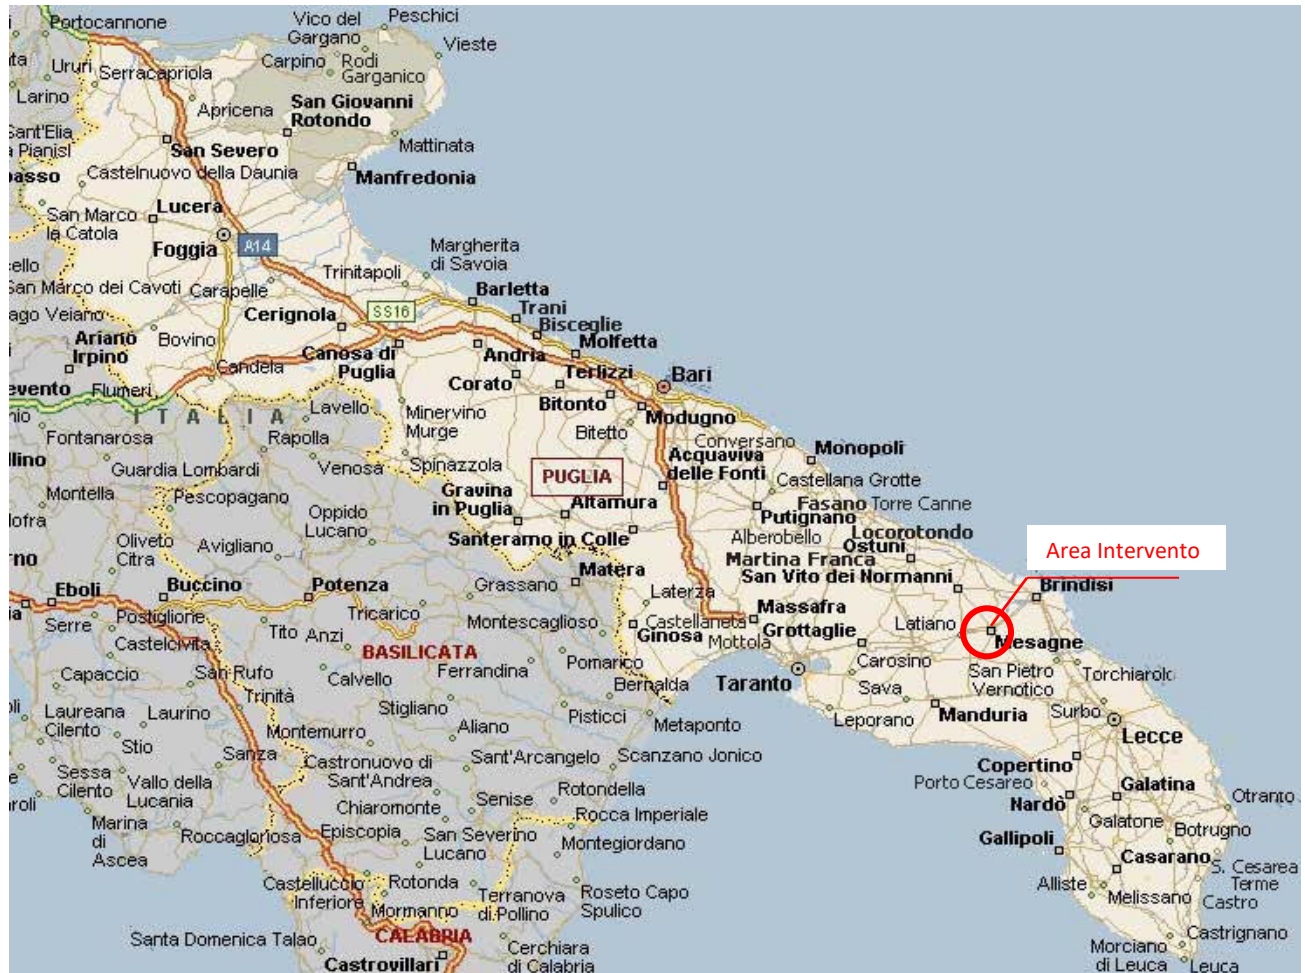 Portocannone
Vico del
Gargano
Peschici
Vieste
Ururi
Serracapriola
Carpino
Rodi
Garganico
Larino
Apricena
San Giovanni
Rotondo
Sant'Elia
a Pianisi
San Severo
Mattinata
Castelnuovo della Daunia
Manfredonia
San Marco
la Catola
Lucera
Foggia
A14
Margherita
di Savoia
Trinitapoli
San Marco dei Cavoti
Carapelle
Barletta
ago Veiano
Cerignola
SS16
Trani
Bisceglie
Ariano
Irpino
Bovino
Canosa di
Puglia
Andria
Molfetta
Candela
Corato
Terlizzi
Bari
evento
Flumeri
ITALIA
Lavello
Minervino
Murge
Bitonto
Modugno
Fontanarosa
Rapolla
Bitetto
Conversano
Monopoli
Guardia Lombardi
Venosa
Spinazzola
PUGLIA
Acquaviva
delle Fonti
Castellana Grotte
Montella
Pescopagano
Gravina
in Puglia
Altamura
Putignano
Fasano
Torre Canne
Oppido
Lucano
Oliveto
Citra
Avigliano
Santeramo in Colle
Alberobello
Locorotondo
Ostuni
Area Intervento
Martina Franca
Eboli
Buccino
Potenza
Grassano
Matera
San Vito dei Normanni
Brindisi
Laterza
Serre
Postiglione
Tricarico
Montescaglioso
Castellaneta
Massafra
Latiano
Castelcivita
Tito
Anzi
Ginosa
Mottola
Grottaglie
Mesagne
BASILICATA
Pomarico
Carosino
San Pietro
Vernotico
Torchiarolo
Capaccio
San Rufo
Calvello
Ferrandina
Bernalda
Taranto
Sava
Trinità
Stigliano
Pisticci
Metaponto
Leporano
Manduria
Surbo
Laureana
Cilento
Laurino
Montemurro
Aliano
Lecce
Stio
Sanza
Castronuovo di
Sant'Andrea
Sant'Arcangelo
Scanzano Jonico
Copertino
Sessa
Cilento
Vallo della
Lucania
Chiaromonte
Senise
Rotondella
Porto Cesareo
Nardò
Galatina
Otranto
Marina
di
Ascea
Roccagloriosa
Episcopia
San Severino
Lucano
Rocca Imperiale
Galatone
Botrugno
Montegiordano
Gallipoli
Casarano
S. Cesarea
Terme
Castelluccio
Inferiore
Rotonda
Terranova
di Pollino
Roseto Capo
Spulico
Alliste
Melissano
Castro
Mormanno
Santa Domenica Talao
CALABRIA
Castrovillari
Cerchiara
di Calabria
Castrignano
Morciano
di Leuca
Leuca